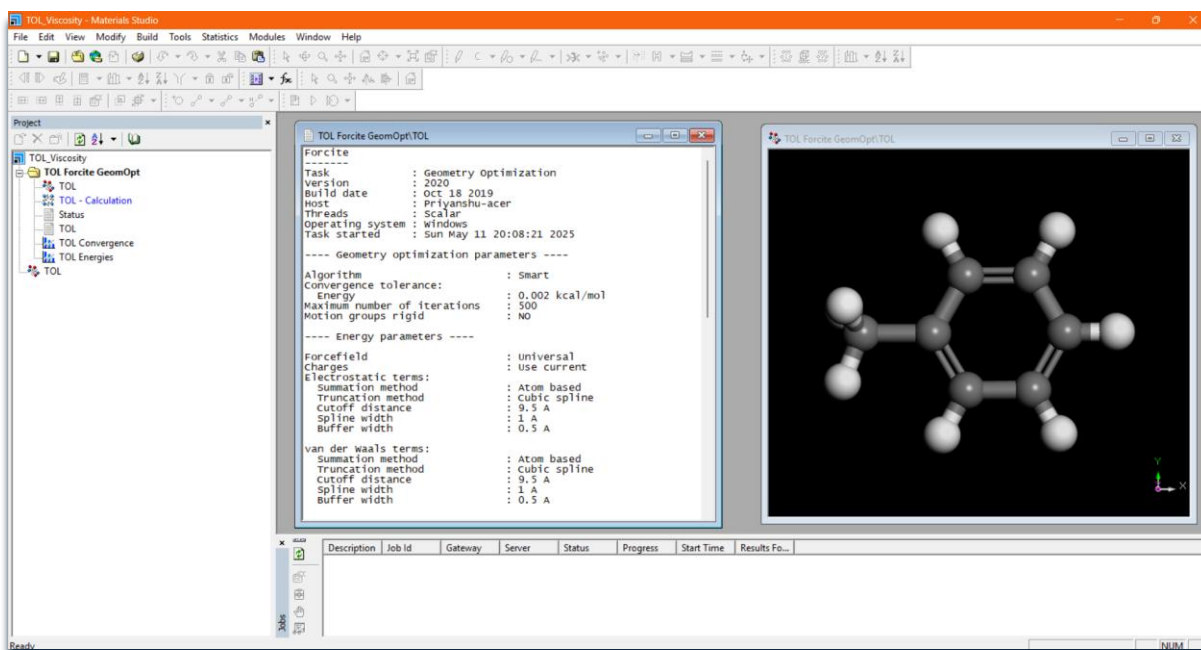 TOL_Viscosity - Materials Studio
File Edit View Modify Build Tools Statistics Modules Window Help
Project
TOL_Viscosity
TOL Forcite GeomOpt
TOL
TOL - Calculation
Status
TOL
TOL Convergence
TOL Energies
TOL
TOL Forcite GeomOpt\TOL
Forcite
-------
Task : Geometry Optimization
Version : 2020
Build date : Oct 18 2019
Host : Priyanshu-acer
Threads : Scalar
Operating system : Windows
Task started : Sun May 11 20:08:21 2025
---- Geometry optimization parameters ----
Algorithm : Smart
Convergence tolerance:
Energy : 0.002 kcal/mol
Maximum number of iterations : 500
Motion groups rigid : NO
---- Energy parameters ----
Forcefield : Universal
Charges : Use current
Electrostatic terms:
Summation method : Atom based
Truncation method : Cubic spline
Cutoff distance : 9.5 A
Spline width : 1 A
Buffer width : 0.5 A
van der Waals terms:
Summation method : Atom based
Truncation method : Cubic spline
Cutoff distance : 9.5 A
Spline width : 1 A
Buffer width : 0.5 A
TOL Forcite GeomOpt\TOL
Y
X
Description Job Id Gateway Server Status Progress Start Time Results Fo...
Jobs
Ready
NUM